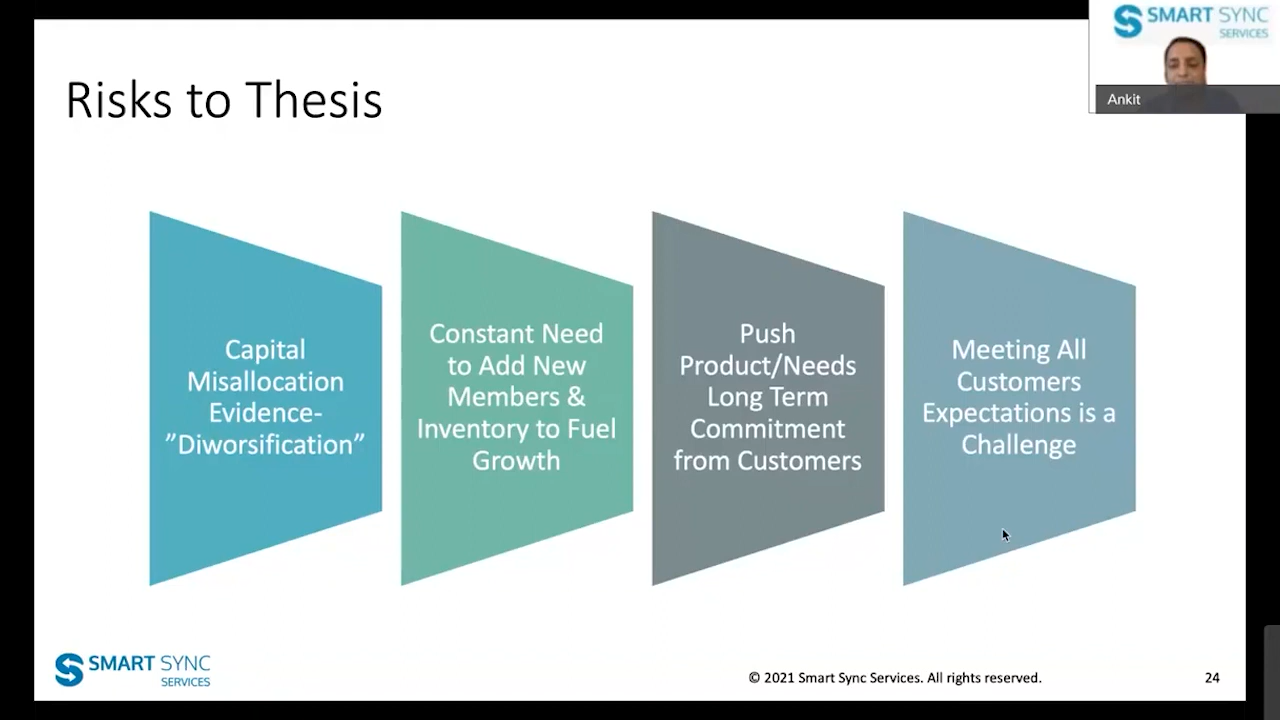 SMART SYNC
SERVICES
Ankit
Risks to Thesis
Capital
Misallocation
Evidence-
”Diworsification”
Constant Need
to Add New
Members &
Inventory to Fuel
Growth
Push
Product/Needs
Long Term
Commitment
from Customers
Meeting All
Customers
Expectations is a
Challenge
SMART SYNC
SERVICES
© 2021 Smart Sync Services. All rights reserved.
24